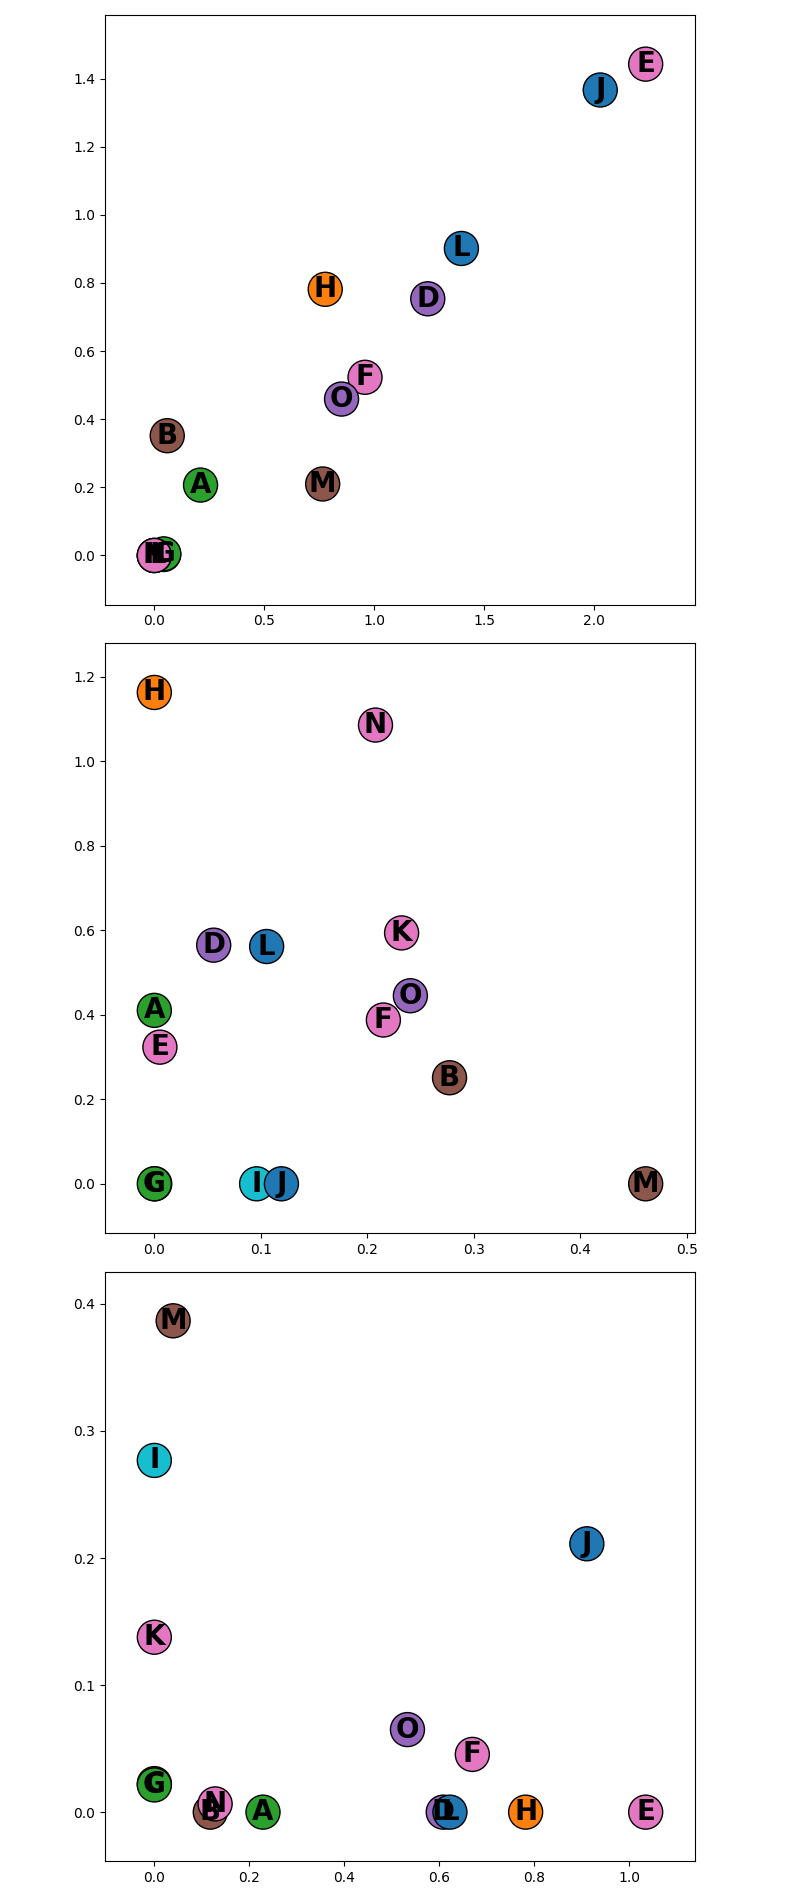 E
1.4
J
1.2
1.0
L
H
0.8
D
0.6
F
O
0.4
B
A
M
0.2
0.0
G
0.0 0.5 1.0 1.5 2.0
1.2
H
N
1.0
0.8
0.6
D L K
O
0.4
A
F
E
B
0.2
0.0
G I J M
0.0 0.1 0.2 0.3 0.4 0.5
0.4
M
0.3
I
0.2
J
K
0.1
O
F
G
N
0.0
B A D L H E
0.0 0.2 0.4 0.6 0.8 1.0